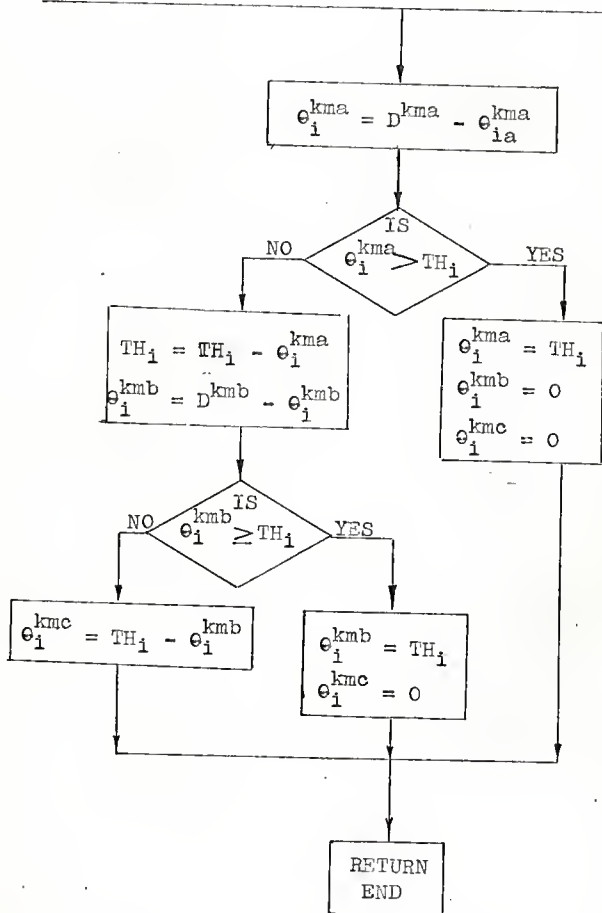 θ_i^kma = D^kma - θ_ia^kma
IS
θ_i^kma > TH_i
NO
YES
TH_i = TH_i - θ_i^kma
θ_i^kmb = D^kmb - θ_i^kmb
θ_i^kma = TH_i
θ_i^kmb = 0
θ_i^kmc = 0
IS
θ_i^kmb ≥ TH_i
NO
YES
θ_i^kmc = TH_i - θ_i^kmb
θ_i^kmb = TH_i
θ_i^kmc = 0
RETURN
END